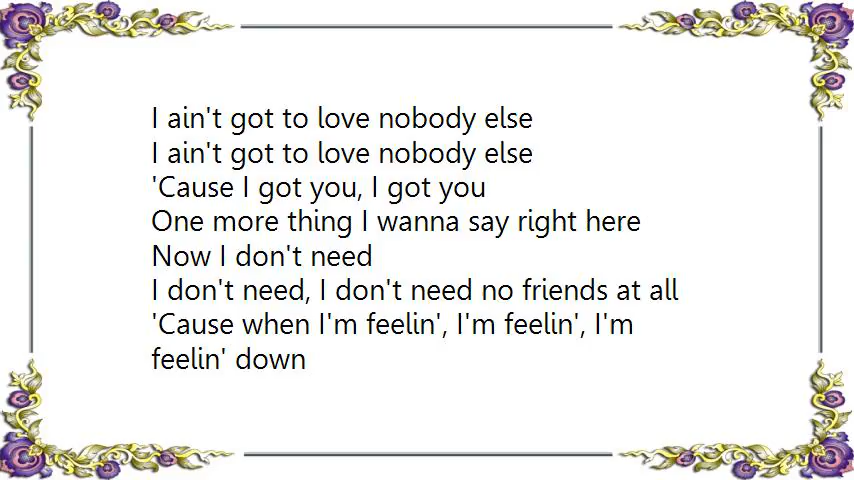 I ain't got to love nobody else
I ain't got to love nobody else
'Cause I got you, I got you
One more thing I wanna say right here
Now I don't need
I don't need, I don't need no friends at all
'Cause when I'm feelin', I'm feelin', I'm
feelin' down